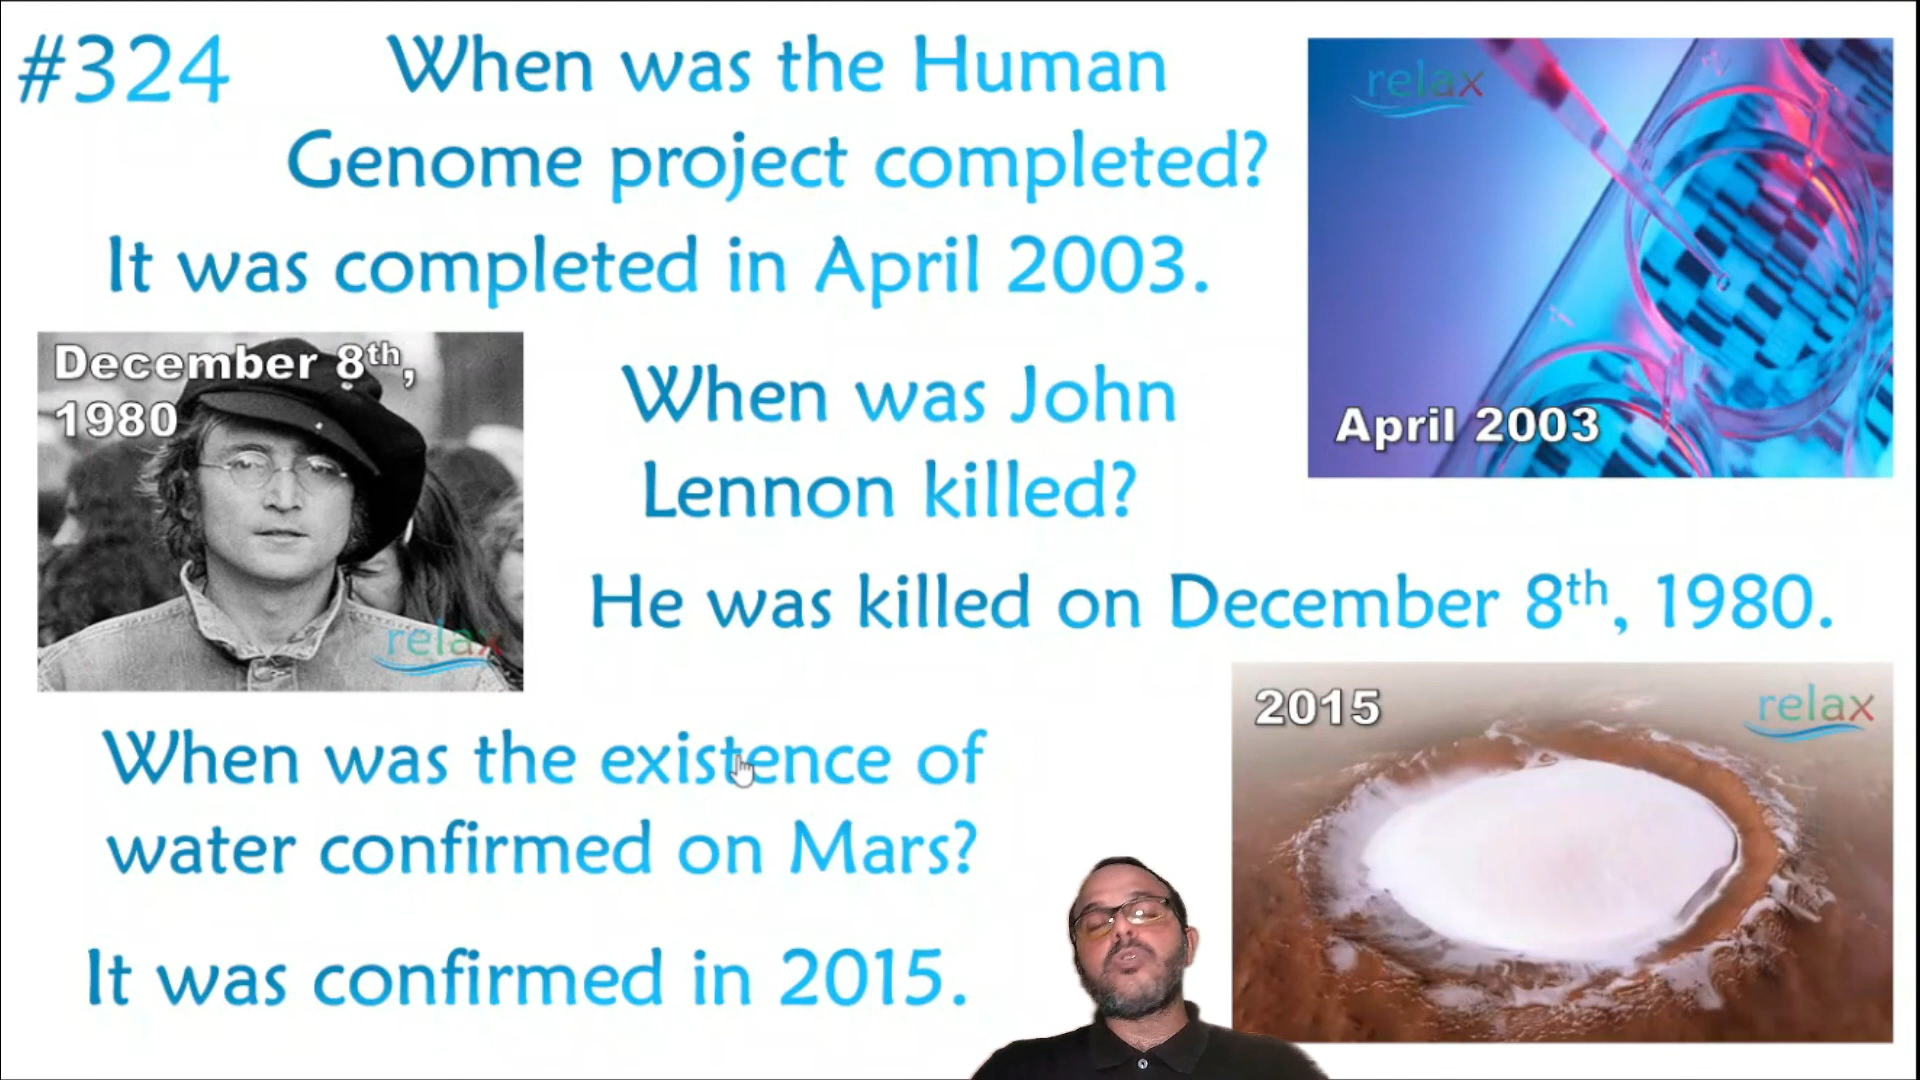 #324
When was the Human
Genome project completed?
It was completed in April 2003.
relax
April 2003
December 8th,
1980
relax
When was John
Lennon killed?
He was killed on December 8th, 1980.
2015
relax
When was the existence of
water confirmed on Mars?
It was confirmed in 2015.